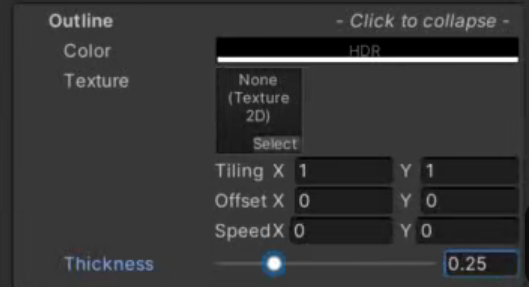 Outline - Click to collapse -
Color HDR
Texture None
(Texture
2D)
Select
Tiling X 1 Y 1
Offset X 0 Y 0
SpeedX 0 Y 0
Thickness 0.25